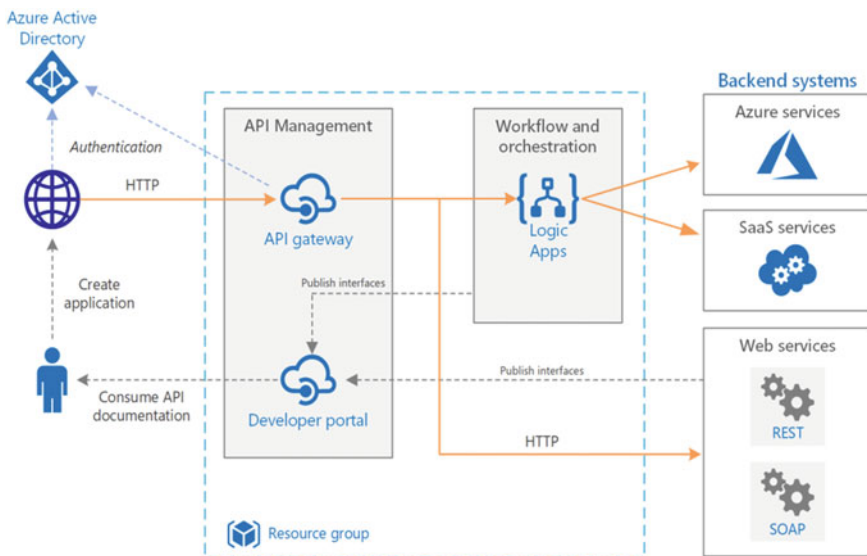 Azure Active
Directory
Backend systems
API Management
Workflow and
orchestration
Azure services
Authentication
HTTP
API gateway
Logic
Apps
SaaS services
Create
application
Publish interfaces
Web services
Publish interfaces
Consume API
documentation
Developer portal
REST
HTTP
SOAP
Resource group